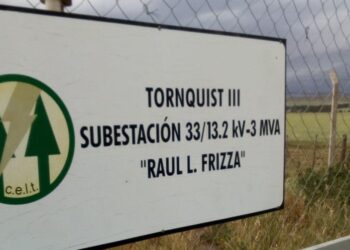 TORNQUIST III
SUBESTACIÓN 33/13.2 kV-3 MVA
"RAUL L. FRIZZA"
c.e.l.t.